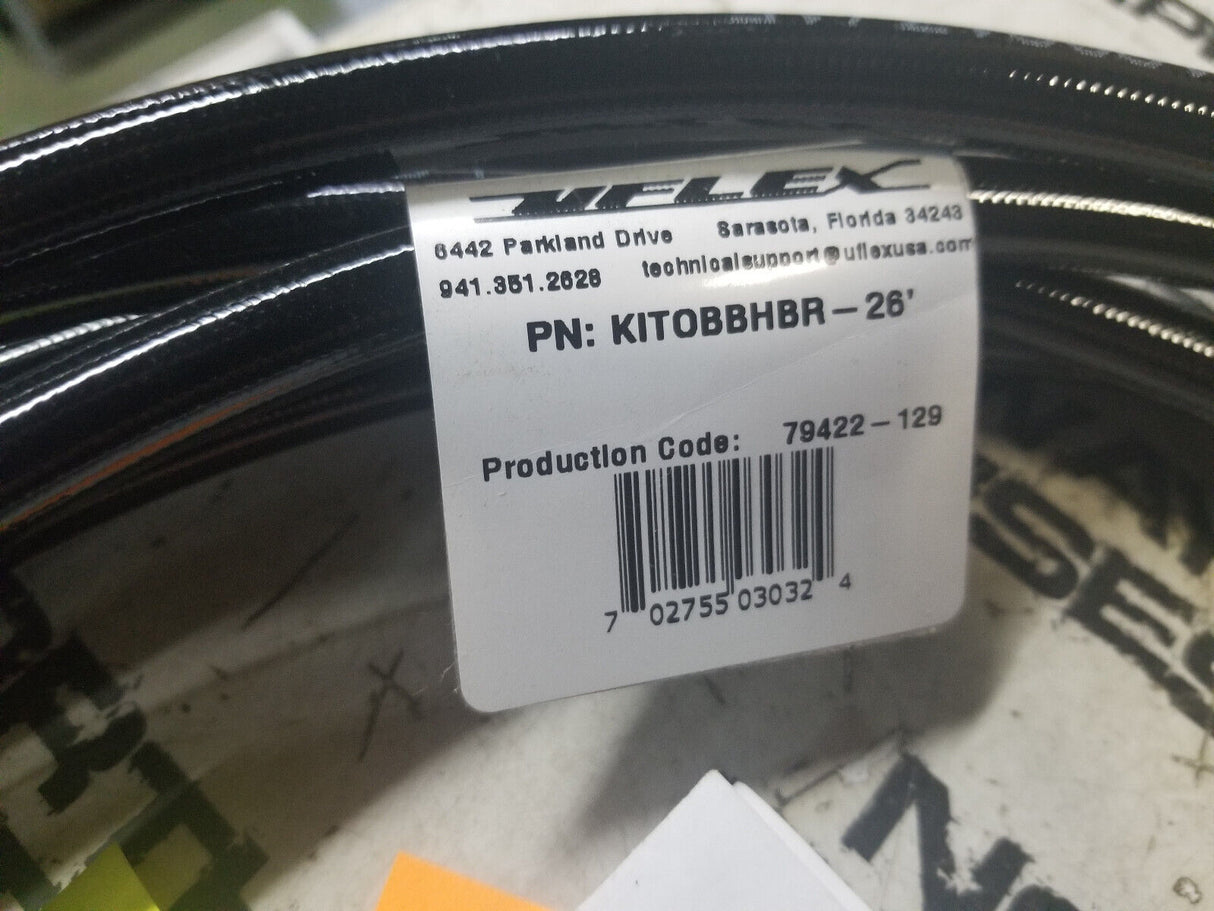 UFLEX
6442 Parkland Drive Sarasota, Florida 34243
941.351.2628 technicalsupport@uflexusa.com
PN: KITOBBHBR-26'
Production Code: 79422-129
7 02755 03032 4